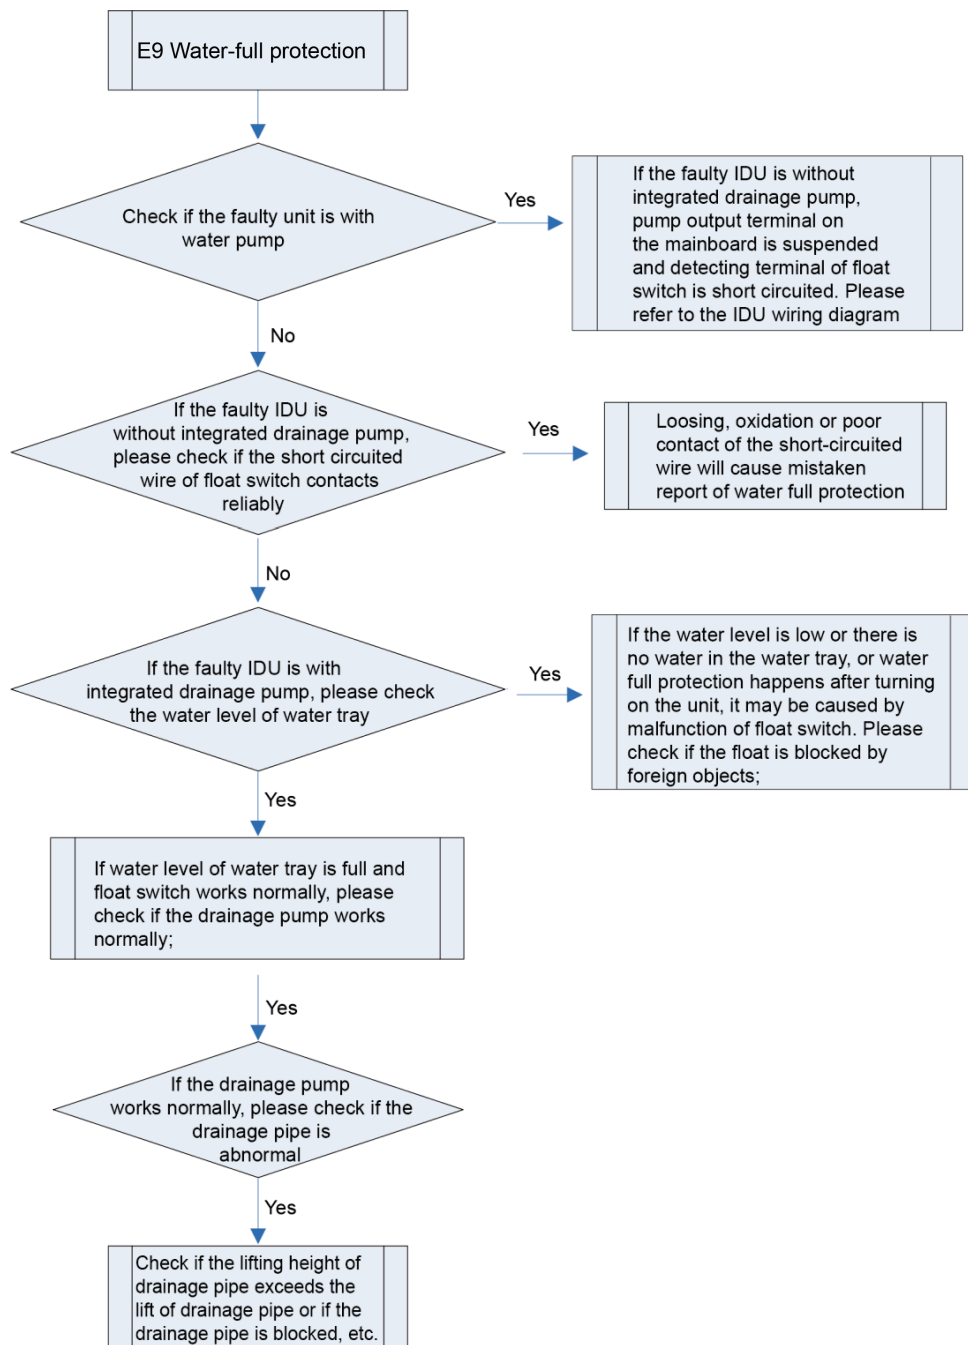 E9 Water-full protection
Check if the faulty unit is with
water pump
Yes
If the faulty IDU is without
integrated drainage pump,
pump output terminal on
the mainboard is suspended
and detecting terminal of float
switch is short circuited. Please
refer to the IDU wiring diagram
No
If the faulty IDU is
without integrated drainage pump,
please check if the short circuited
wire of float switch contacts
reliably
Yes
Loosing, oxidation or poor
contact of the short-circuited
wire will cause mistaken
report of water full protection
No
If the faulty IDU is with
integrated drainage pump, please check
the water level of water tray
Yes
If the water level is low or there is
no water in the water tray, or water
full protection happens after turning
on the unit, it may be caused by
malfunction of float switch. Please
check if the float is blocked by
foreign objects;
Yes
If water level of water tray is full and
float switch works normally, please
check if the drainage pump works
normally;
Yes
If the drainage pump
works normally, please check if the
drainage pipe is
abnormal
Yes
Check if the lifting height of
drainage pipe exceeds the
lift of drainage pipe or if the
drainage pipe is blocked, etc.